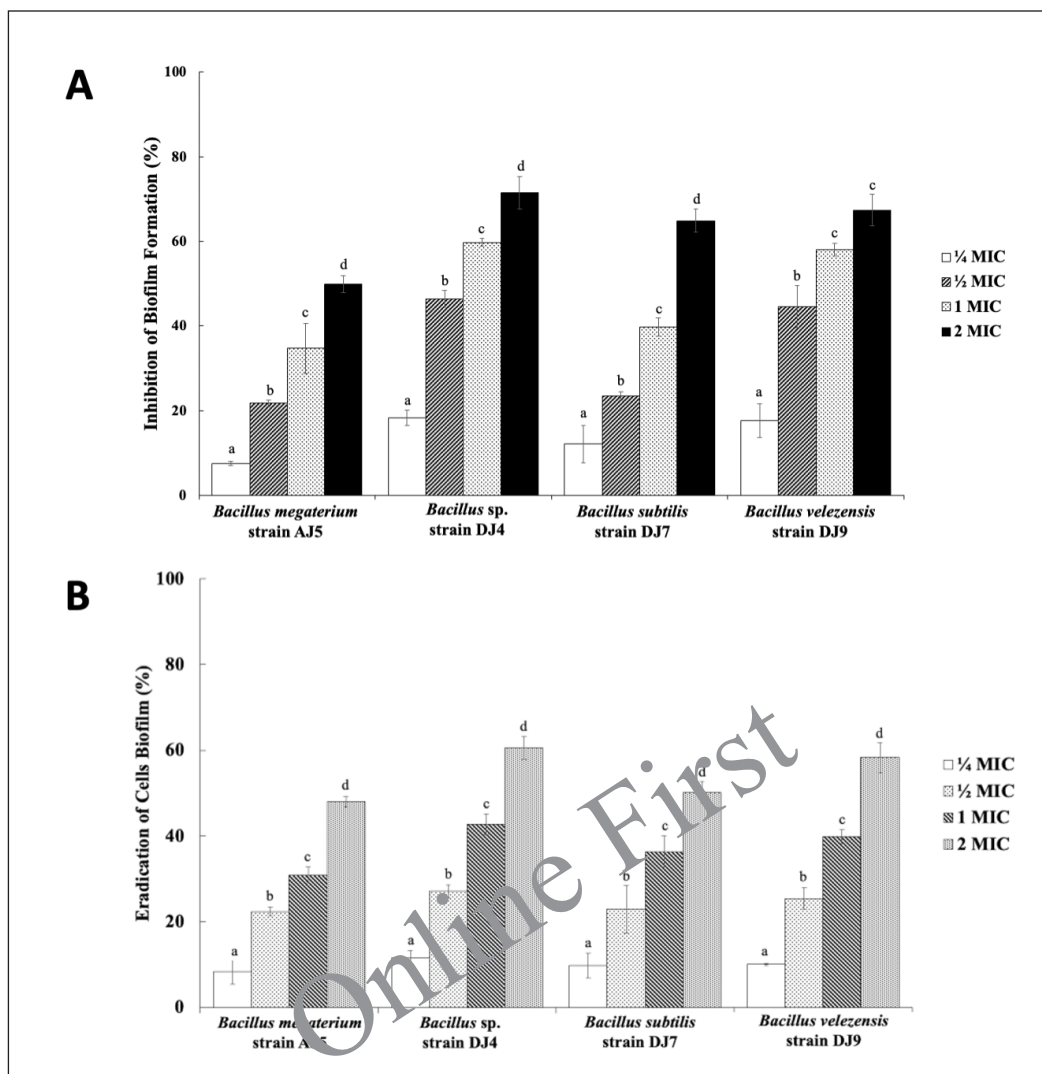 A
Inhibition of Biofilm Formation (%)
100
80
60
40
20
0
a
b
c
d
a
b
c
d
a
b
c
d
a
b
c
c
¼ MIC
½ MIC
1 MIC
2 MIC
Bacillus megaterium
strain AJ5
Bacillus sp.
strain DJ4
Bacillus subtilis
strain DJ7
Bacillus velezensis
strain DJ9
B
Eradication of Cells Biofilm (%)
100
80
60
40
20
0
a
b
c
d
a
b
c
d
a
b
c
d
a
b
c
d
¼ MIC
½ MIC
1 MIC
2 MIC
Bacillus megaterium
strain AJ5
Bacillus sp.
strain DJ4
Bacillus subtilis
strain DJ7
Bacillus velezensis
strain DJ9
Online First